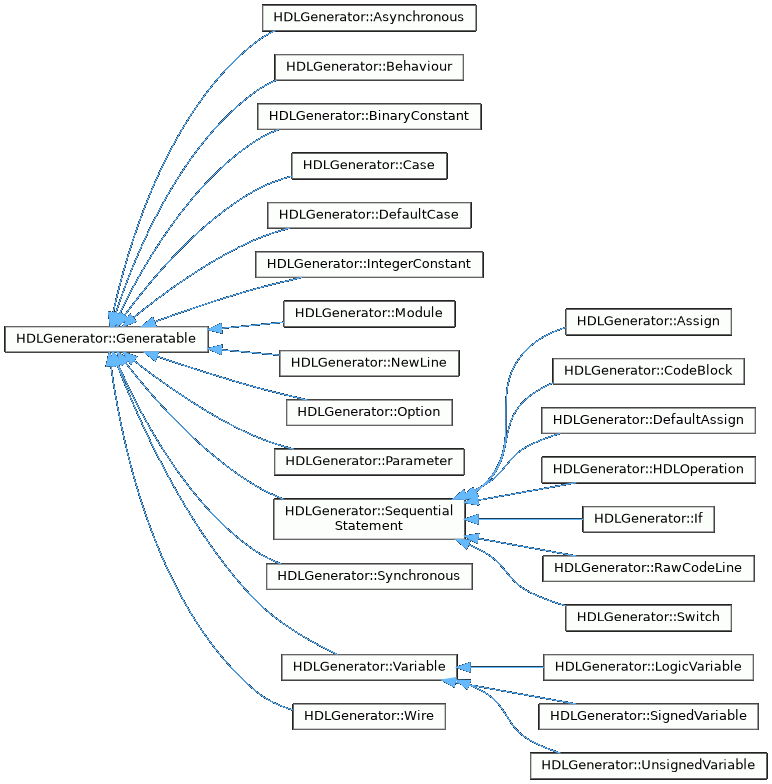 HDLGenerator::Asynchronous
HDLGenerator::Behaviour
HDLGenerator::BinaryConstant
HDLGenerator::Case
HDLGenerator::DefaultCase
HDLGenerator::IntegerConstant
HDLGenerator::Module
HDLGenerator::Generatable
HDLGenerator::NewLine
HDLGenerator::Option
HDLGenerator::Parameter
HDLGenerator::Sequential
Statement
HDLGenerator::Synchronous
HDLGenerator::Variable
HDLGenerator::Wire
HDLGenerator::Assign
HDLGenerator::CodeBlock
HDLGenerator::DefaultAssign
HDLGenerator::HDLOperation
HDLGenerator::If
HDLGenerator::RawCodeLine
HDLGenerator::Switch
HDLGenerator::LogicVariable
HDLGenerator::SignedVariable
HDLGenerator::UnsignedVariable